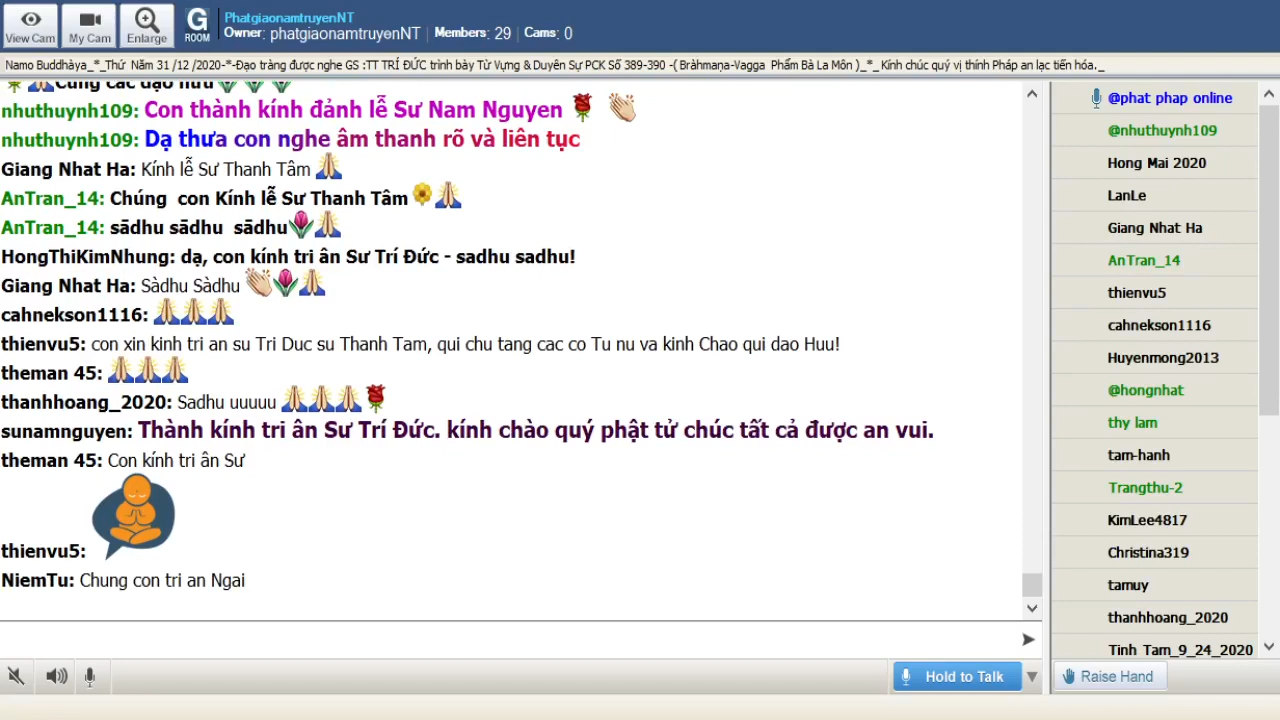 View Cam
My Cam
Enlarge
G
ROOM
PhatgiaonamtruyenNT
Owner: phatgiaonamtruyenNT | Members: 29 | Cams: 0
Namo Buddhàya_*_Thứ Năm 31 /12 /2020-*-Đạo tràng được nghe GS :TT TRÍ ĐỨC trình bày Từ Vựng & Duyên Sự PCK Số 389-390 -( Bràhmaṇa-Vagga Phẩm Bà La Môn )_*_ Kính chúc quý vị thính Pháp an lạc tiến hóa._
Cùng các đạo hữu
nhuthuynh109: Con thành kính đảnh lễ Sư Nam Nguyen
nhuthuynh109: Dạ thưa con nghe âm thanh rõ và liên tục
Giang Nhat Ha: Kính lễ Sư Thanh Tâm
AnTran_14: Chúng con Kính lễ Sư Thanh Tâm
AnTran_14: sādhu sādhu sādhu
HongThiKimNhung: dạ, con kính tri ân Sư Trí Đức - sadhu sadhu!
Giang Nhat Ha: Sàdhu Sàdhu
cahnekson1116:
thienvu5: con xin kinh tri an su Tri Duc su Thanh Tam, qui chu tang cac co Tu nu va kinh Chao qui dao Huu!
theman 45:
thanhhoang_2020: Sadhu uuuuu
sunamnguyen: Thành kính tri ân Sư Trí Đức. kính chào quý phật tử chúc tất cả được an vui.
theman 45: Con kính tri ân Sư
thienvu5:
NiemTu: Chung con tri an Ngai
Hold to Talk
@phat phap online
@nhuthuynh109
Hong Mai 2020
LanLe
Giang Nhat Ha
AnTran_14
thienvu5
cahnekson1116
Huyenmong2013
@hongnhat
thy lam
tam-hanh
Trangthu-2
KimLee4817
Christina319
tamuy
thanhhoang_2020
Tinh Tam_9_24_2020
Raise Hand